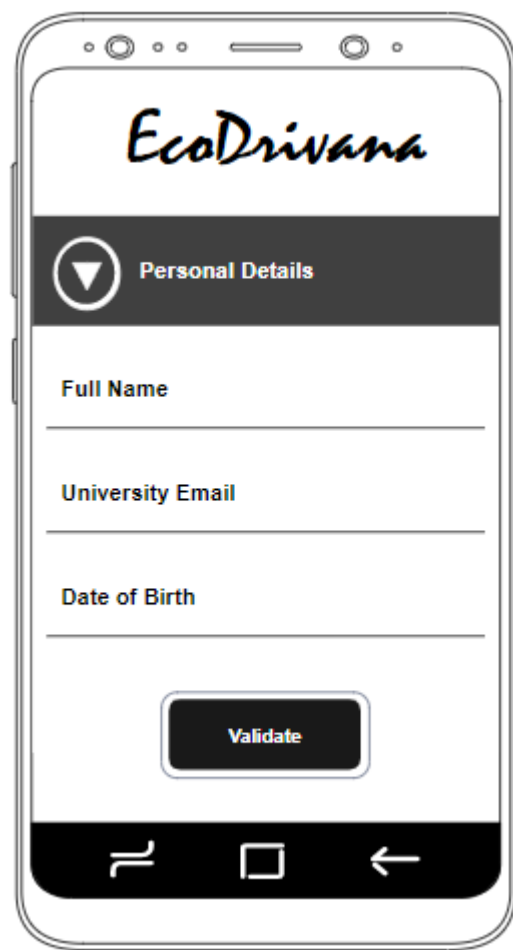 EcoDrivana
Personal Details
Full Name
University Email
Date of Birth
Validate